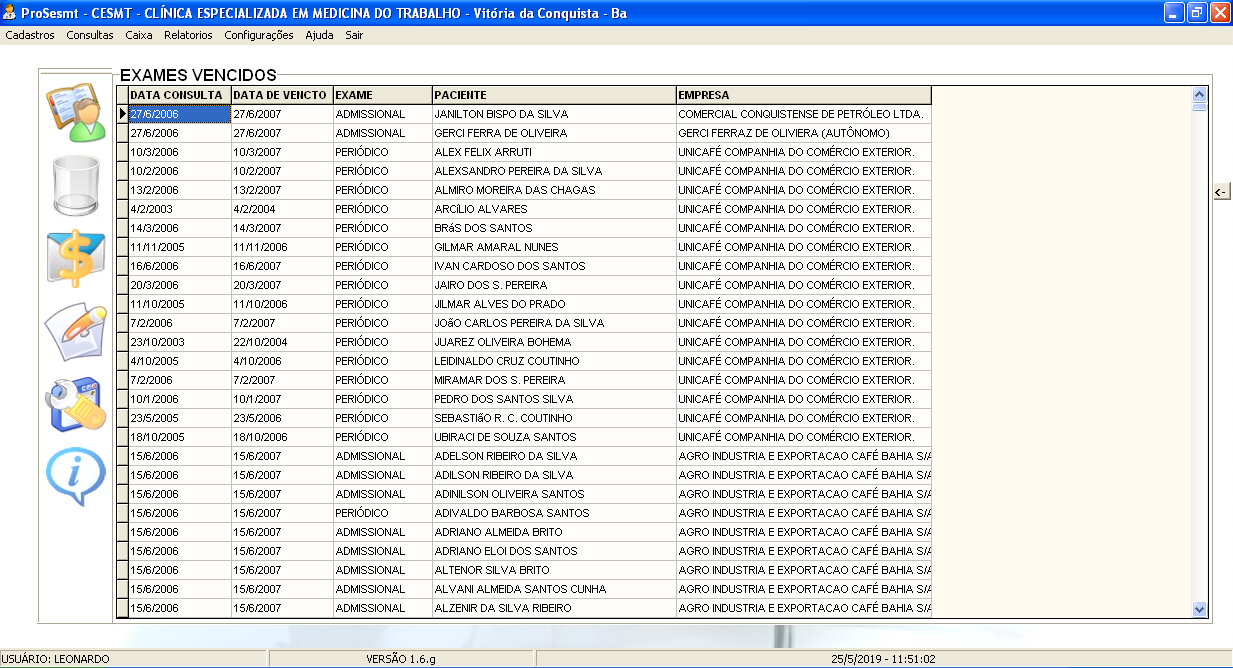 ProSesmt - CESMT - CLÍNICA ESPECIALIZADA EM MEDICINA DO TRABALHO - Vitória da Conquista - Ba
Cadastros Consultas Caixa Relatorios Configurações Ajuda Sair
EXAMES VENCIDOS
DATA CONSULTA DATA DE VENCTO EXAME PACIENTE EMPRESA
27/6/2006 27/6/2007 ADMISSIONAL JANILTON BISPO DA SILVA COMERCIAL CONQUISTENSE DE PETRÓLEO LTDA.
27/6/2006 27/6/2007 ADMISSIONAL GERCI FERRA DE OLIVEIRA GERCI FERRAZ DE OLIVIERA (AUTÔNOMO)
10/3/2006 10/3/2007 PERIÓDICO ALEX FELIX ARRUTI UNICAFÉ COMPANHIA DO COMÉRCIO EXTERIOR.
10/2/2006 10/2/2007 PERIÓDICO ALEXSANDRO PEREIRA DA SILVA UNICAFÉ COMPANHIA DO COMÉRCIO EXTERIOR.
13/2/2006 13/2/2007 PERIÓDICO ALMIRO MOREIRA DAS CHAGAS UNICAFÉ COMPANHIA DO COMÉRCIO EXTERIOR.
4/2/2003 4/2/2004 PERIÓDICO ARCíLIO ALVARES UNICAFÉ COMPANHIA DO COMÉRCIO EXTERIOR.
14/3/2006 14/3/2007 PERIÓDICO BRáS DOS SANTOS UNICAFÉ COMPANHIA DO COMÉRCIO EXTERIOR.
11/11/2005 11/11/2006 PERIÓDICO GILMAR AMARAL NUNES UNICAFÉ COMPANHIA DO COMÉRCIO EXTERIOR.
16/6/2006 16/6/2007 PERIÓDICO IVAN CARDOSO DOS SANTOS UNICAFÉ COMPANHIA DO COMÉRCIO EXTERIOR.
20/3/2006 20/3/2007 PERIÓDICO JAIRO DOS S. PEREIRA UNICAFÉ COMPANHIA DO COMÉRCIO EXTERIOR.
11/10/2005 11/10/2006 PERIÓDICO JILMAR ALVES DO PRADO UNICAFÉ COMPANHIA DO COMÉRCIO EXTERIOR.
7/2/2006 7/2/2007 PERIÓDICO JOãO CARLOS PEREIRA DA SILVA UNICAFÉ COMPANHIA DO COMÉRCIO EXTERIOR.
23/10/2003 22/10/2004 PERIÓDICO JUAREZ OLIVEIRA BOHEMA UNICAFÉ COMPANHIA DO COMÉRCIO EXTERIOR.
4/10/2005 4/10/2006 PERIÓDICO LEIDINALDO CRUZ COUTINHO UNICAFÉ COMPANHIA DO COMÉRCIO EXTERIOR.
7/2/2006 7/2/2007 PERIÓDICO MIRAMAR DOS S. PEREIRA UNICAFÉ COMPANHIA DO COMÉRCIO EXTERIOR.
10/1/2006 10/1/2007 PERIÓDICO PEDRO DOS SANTOS SILVA UNICAFÉ COMPANHIA DO COMÉRCIO EXTERIOR.
23/5/2005 23/5/2006 PERIÓDICO SEBASTIãO R. C. COUTINHO UNICAFÉ COMPANHIA DO COMÉRCIO EXTERIOR.
18/10/2005 18/10/2006 PERIÓDICO UBIRACI DE SOUZA SANTOS UNICAFÉ COMPANHIA DO COMÉRCIO EXTERIOR.
15/6/2006 15/6/2007 ADMISSIONAL ADELSON RIBEIRO DA SILVA AGRO INDUSTRIA E EXPORTACAO CAFÉ BAHIA S/A
15/6/2006 15/6/2007 ADMISSIONAL ADILSON RIBEIRO DA SILVA AGRO INDUSTRIA E EXPORTACAO CAFÉ BAHIA S/A
15/6/2006 15/6/2007 ADMISSIONAL ADINILSON OLIVEIRA SANTOS AGRO INDUSTRIA E EXPORTACAO CAFÉ BAHIA S/A
15/6/2006 15/6/2007 PERIÓDICO ADIVALDO BARBOSA SANTOS AGRO INDUSTRIA E EXPORTACAO CAFÉ BAHIA S/A
15/6/2006 15/6/2007 ADMISSIONAL ADRIANO ALMEIDA BRITO AGRO INDUSTRIA E EXPORTACAO CAFÉ BAHIA S/A
15/6/2006 15/6/2007 ADMISSIONAL ADRIANO ELOI DOS SANTOS AGRO INDUSTRIA E EXPORTACAO CAFÉ BAHIA S/A
15/6/2006 15/6/2007 ADMISSIONAL ALTENOR SILVA BRITO AGRO INDUSTRIA E EXPORTACAO CAFÉ BAHIA S/A
15/6/2006 15/6/2007 ADMISSIONAL ALVANI ALMEIDA SANTOS CUNHA AGRO INDUSTRIA E EXPORTACAO CAFÉ BAHIA S/A
15/6/2006 15/6/2007 ADMISSIONAL ALZENIR DA SILVA RIBEIRO AGRO INDUSTRIA E EXPORTACAO CAFÉ BAHIA S/A
<-
USUÁRIO: LEONARDO VERSÃO 1.6.g 25/5/2019 - 11:51:02